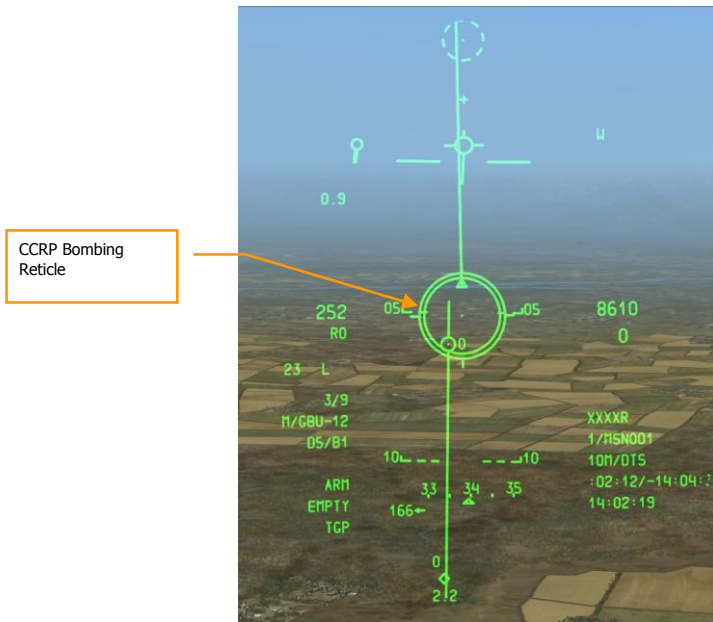 W
0.9
CCRP Bombing
Reticle
252 05 05 8610
R0 0 0
23 L
3/9
M/GBU-12 XXXXR
D5/B1 1/MSN001
10 10 10M/DTS
ARM 33 34 35 :02:12/-14:04:
EMPTY 166 14:02:19
TGP
0
2.2